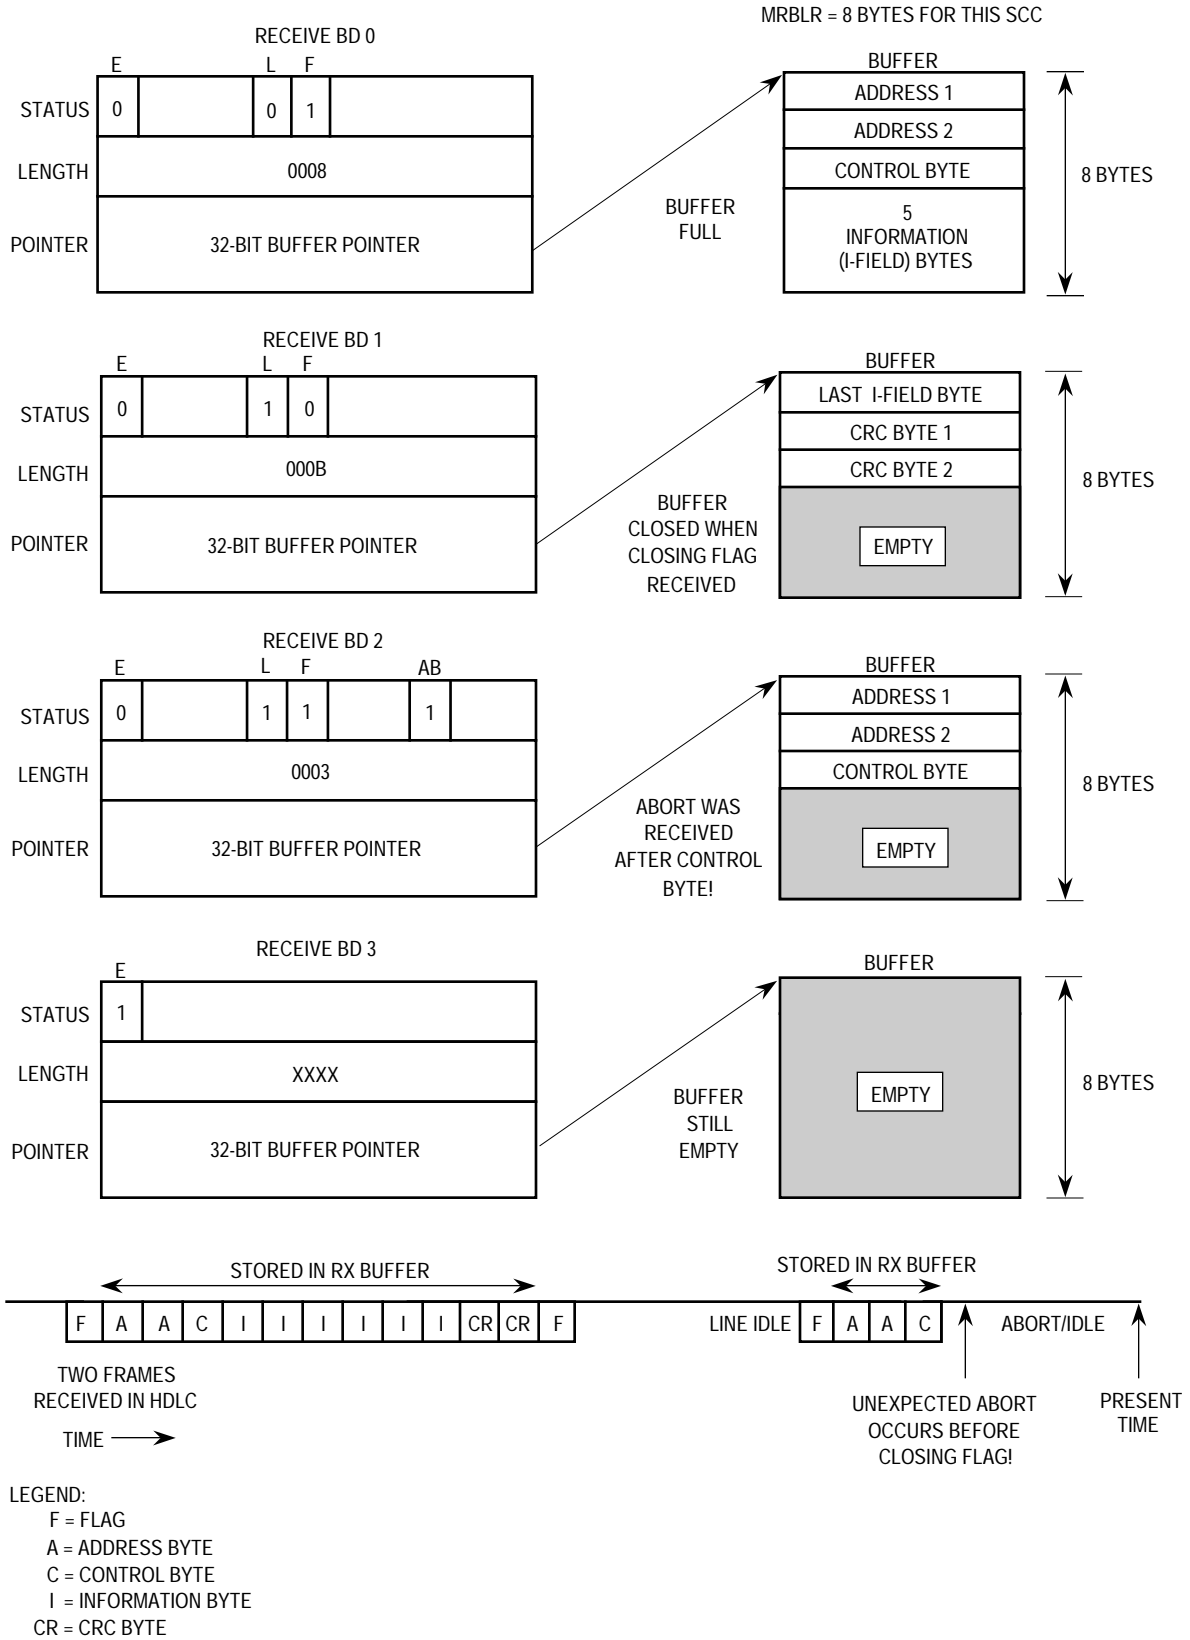 MRBLR = 8 BYTES FOR THIS SCC
RECEIVE BD 0
E L F
STATUS 0 0 1
LENGTH 0008
POINTER 32-BIT BUFFER POINTER
BUFFER
FULL
BUFFER
ADDRESS 1
ADDRESS 2
CONTROL BYTE
5
INFORMATION
(I-FIELD) BYTES
8 BYTES
RECEIVE BD 1
E L F
STATUS 0 1 0
LENGTH 000B
POINTER 32-BIT BUFFER POINTER
BUFFER
CLOSED WHEN
CLOSING FLAG
RECEIVED
BUFFER
LAST I-FIELD BYTE
CRC BYTE 1
CRC BYTE 2
EMPTY
8 BYTES
RECEIVE BD 2
E L F AB
STATUS 0 1 1 1
LENGTH 0003
POINTER 32-BIT BUFFER POINTER
ABORT WAS
RECEIVED
AFTER CONTROL
BYTE!
BUFFER
ADDRESS 1
ADDRESS 2
CONTROL BYTE
EMPTY
8 BYTES
RECEIVE BD 3
E
STATUS 1
LENGTH XXXX
POINTER 32-BIT BUFFER POINTER
BUFFER
STILL
EMPTY
BUFFER
EMPTY
8 BYTES
STORED IN RX BUFFER STORED IN RX BUFFER
F A A C I I I I I I CR CR F LINE IDLE F A A C ABORT/IDLE
TWO FRAMES
RECEIVED IN HDLC
TIME
UNEXPECTED ABORT
OCCURS BEFORE
CLOSING FLAG!
PRESENT
TIME
LEGEND:
F = FLAG
A = ADDRESS BYTE
C = CONTROL BYTE
I = INFORMATION BYTE
CR = CRC BYTE